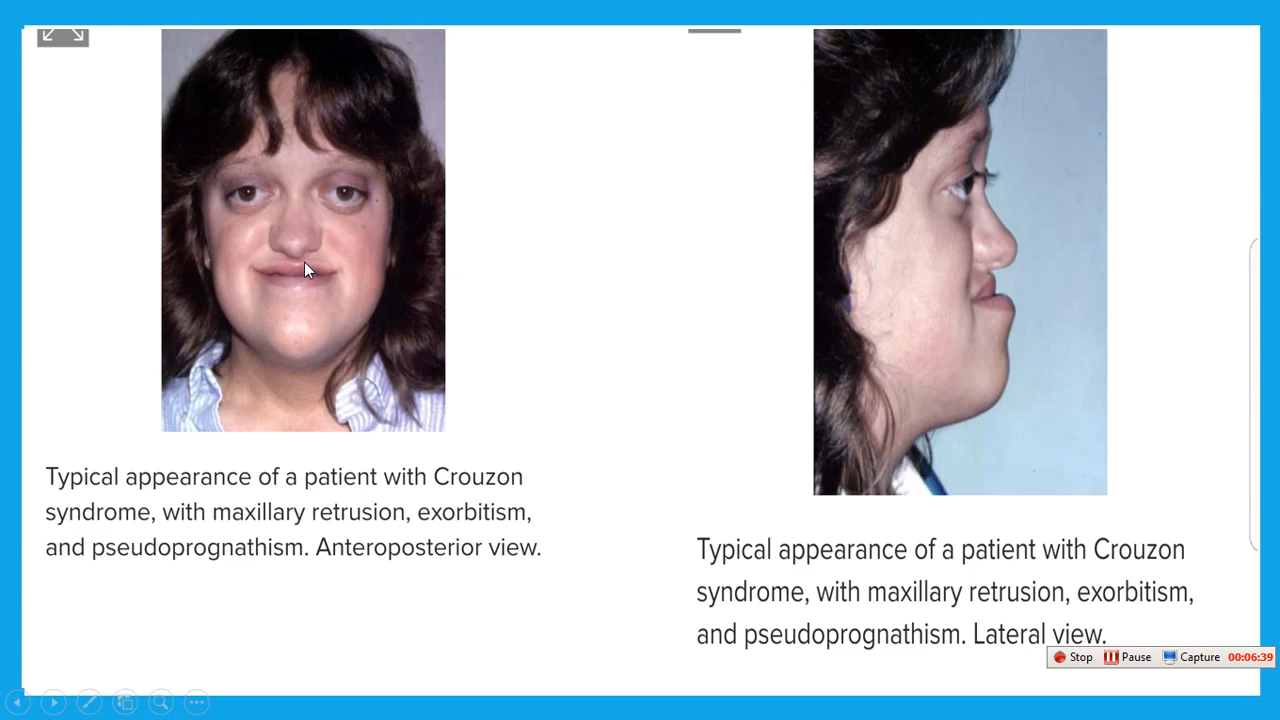 Typical appearance of a patient with Crouzon
syndrome, with maxillary retrusion, exorbitism,
and pseudoprognathism. Anteroposterior view.
Typical appearance of a patient with Crouzon
syndrome, with maxillary retrusion, exorbitism,
and pseudoprognathism. Lateral view.
Stop Pause Capture 00:06:39